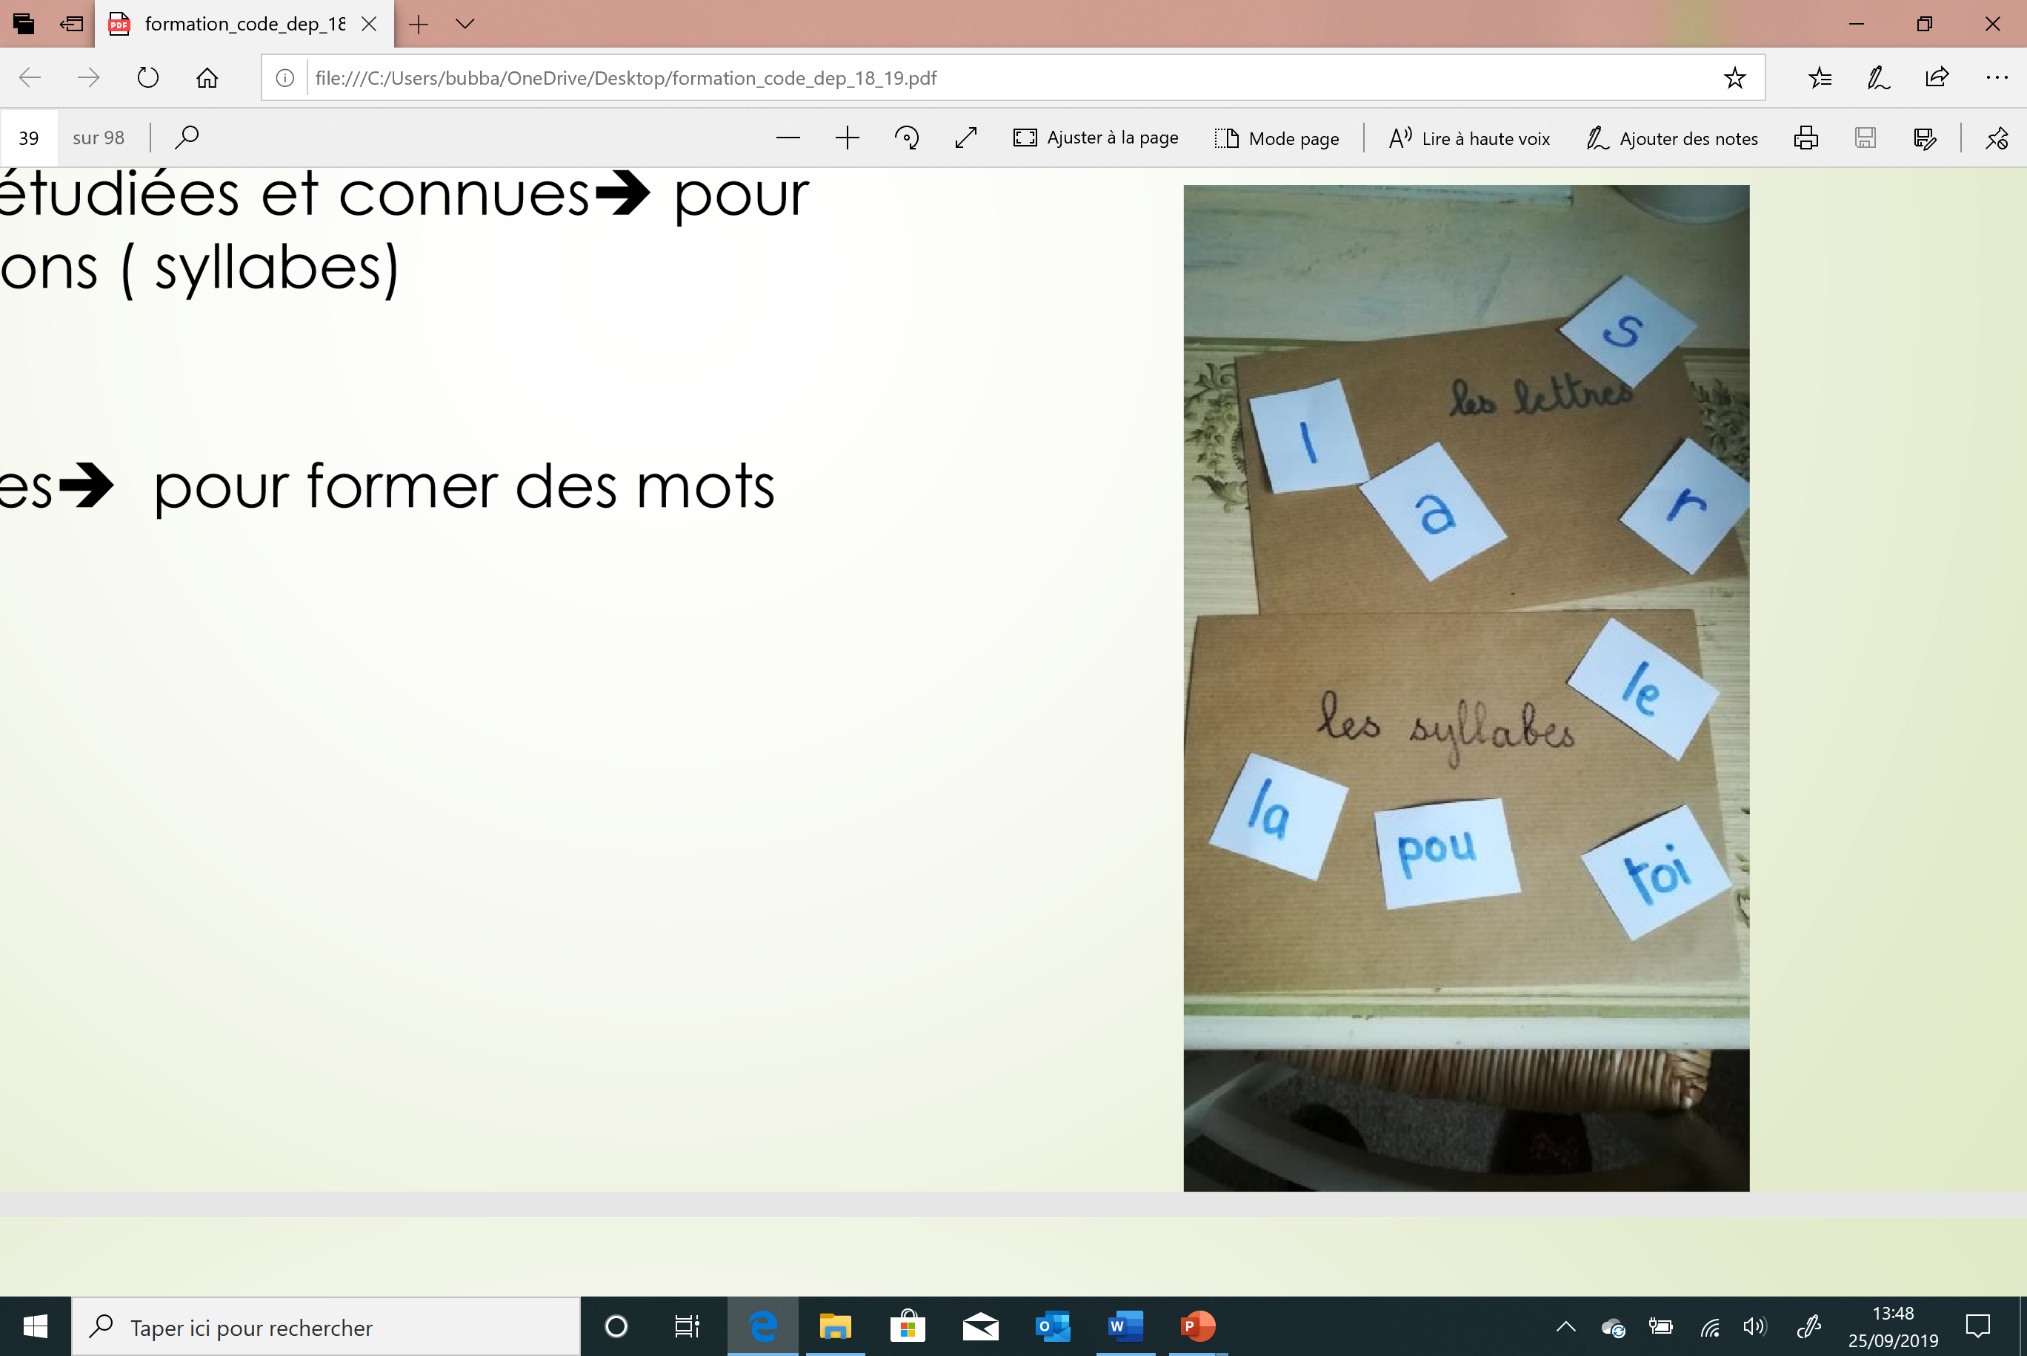 formation_code_dep_18
file:///C:/Users/bubba/OneDrive/Desktop/formation_code_dep_18_19.pdf
39 sur 98 Ajuster à la page Mode page Lire à haute voix Ajouter des notes
étudiées et connues➔ pour
ons ( syllabes)
es➔ pour former des mots
s
les lettres
l
a
r
le
les syllabes
la
pou
toi
Taper ici pour rechercher
13:48
25/09/2019